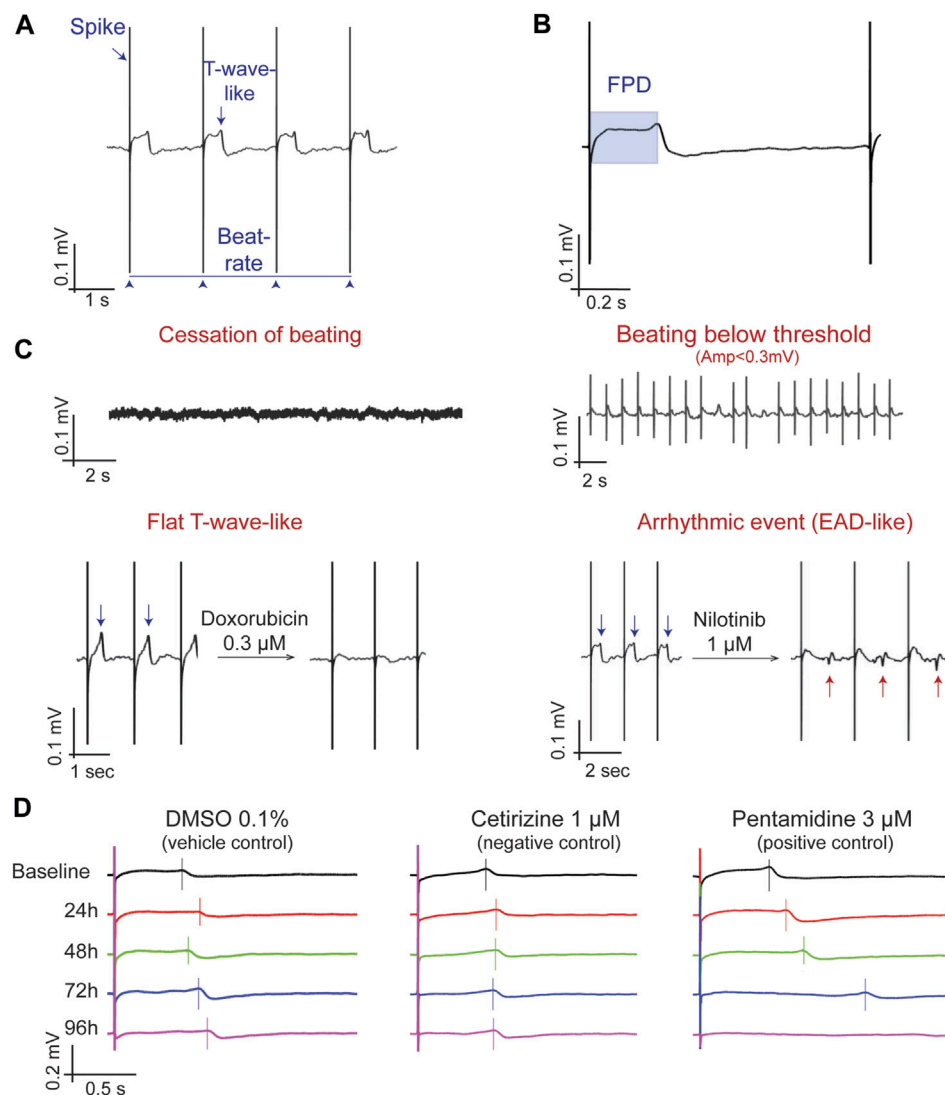 A
Spike
T-wave-
like
Beat-
rate
0.1 mV
1 s
B
FPD
0.1 mV
0.2 s
C
Cessation of beating
0.1 mV
2 s
Beating below threshold
(Amp<0.3mV)
0.1 mV
2 s
Flat T-wave-like
Doxorubicin
0.3 µM
0.1 mV
1 sec
Arrhythmic event (EAD-like)
Nilotinib
1 µM
0.1 mV
2 sec
D
DMSO 0.1%
(vehicle control)
Cetirizine 1 µM
(negative control)
Pentamidine 3 µM
(positive control)
Baseline
24h
48h
72h
96h
0.2 mV
0.5 s